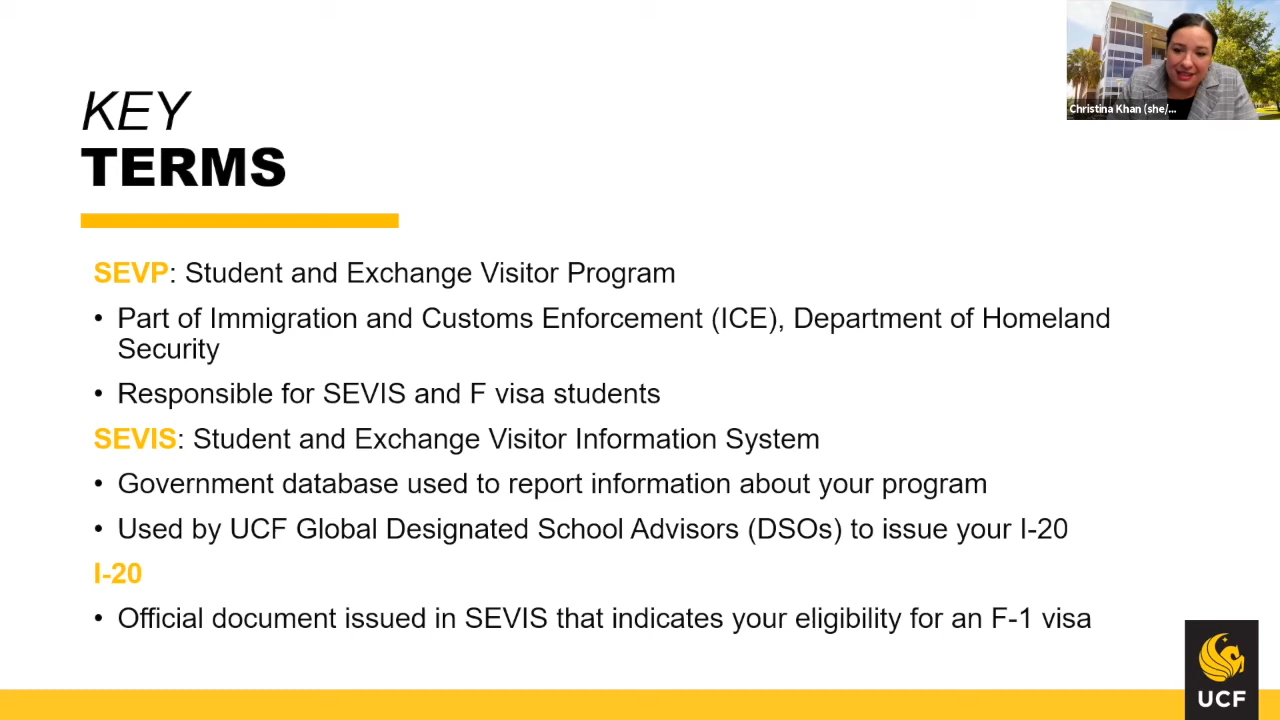 Christina Khan (she/...
KEY
TERMS
SEVP: Student and Exchange Visitor Program
• Part of Immigration and Customs Enforcement (ICE), Department of Homeland
Security
• Responsible for SEVIS and F visa students
SEVIS: Student and Exchange Visitor Information System
• Government database used to report information about your program
• Used by UCF Global Designated School Advisors (DSOs) to issue your I-20
I-20
• Official document issued in SEVIS that indicates your eligibility for an F-1 visa
UCF